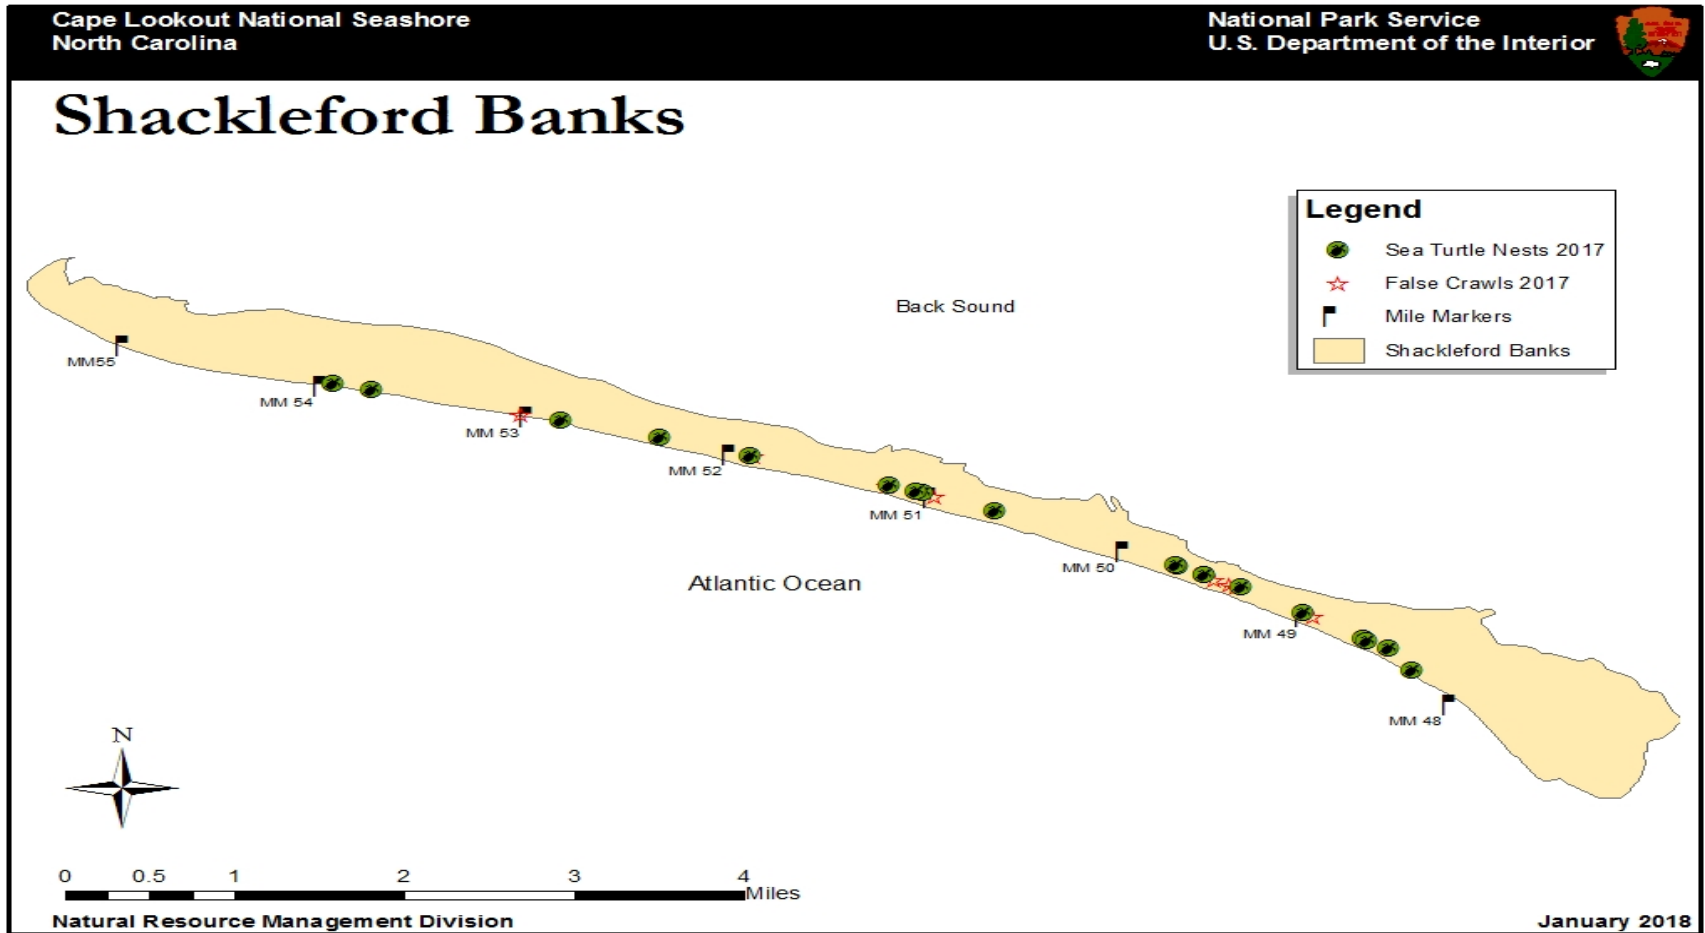 Cape Lookout National Seashore
North Carolina
National Park Service
U.S. Department of the Interior
Shackleford Banks
Legend
Sea Turtle Nests 2017
False Crawls 2017
Mile Markers
Shackleford Banks
Back Sound
MM55
MM 54
MM 53
MM 52
MM 51
MM 50
MM 49
MM 48
Atlantic Ocean
N
0 0.5 1 2 3 4
Miles
Natural Resource Management Division
January 2018